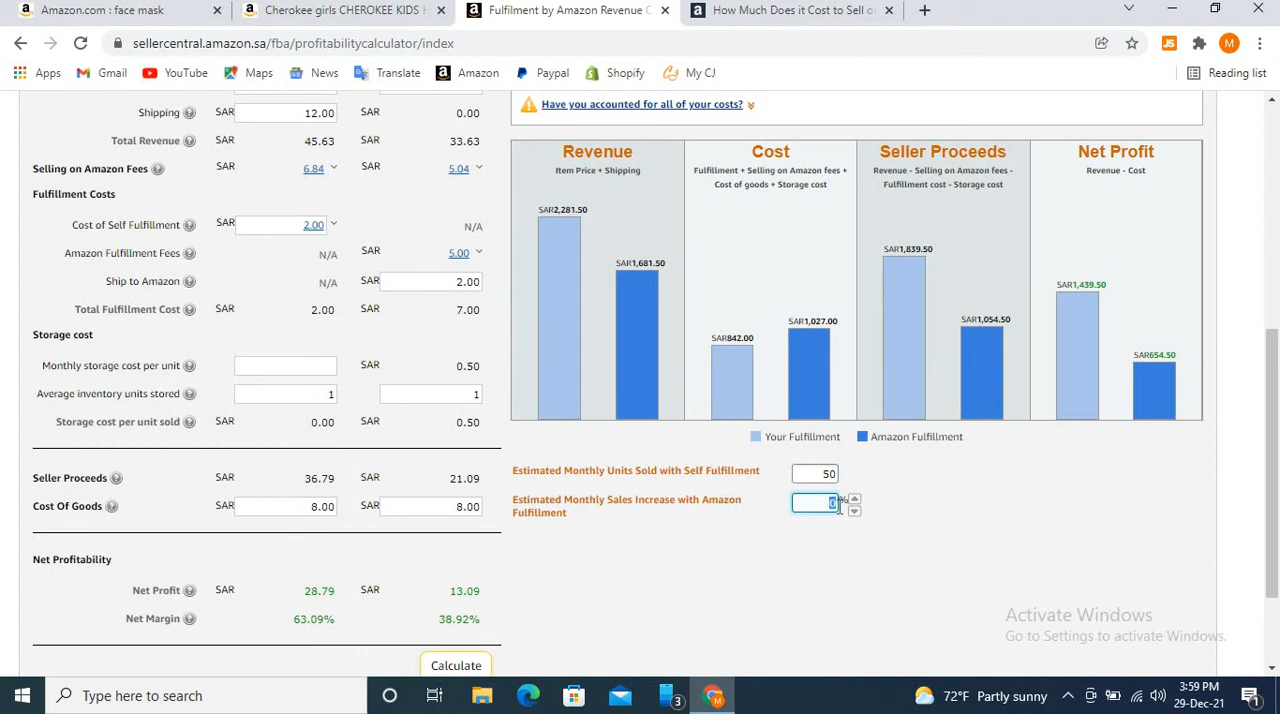 Amazon.com : face mask
Cherokee girls CHEROKEE KIDS H
Fulfilment by Amazon Revenue C
How Much Does it Cost to Sell o
sellercentral.amazon.sa/fba/profitabilitycalculator/index
M
Apps
Gmail
YouTube
Maps
News
Translate
Amazon
Paypal
Shopify
My CJ
Reading list
Shipping SAR 12.00 SAR 0.00
Total Revenue SAR 45.63 SAR 33.63
Selling on Amazon Fees SAR 6.84 SAR 5.04
Fulfillment Costs
Cost of Self Fulfillment SAR 2.00 N/A
Amazon Fulfillment Fees N/A SAR 5.00
Ship to Amazon N/A SAR 2.00
Total Fulfillment Cost SAR 2.00 SAR 7.00
Storage cost
Monthly storage cost per unit SAR 0.50
Average inventory units stored 1 1
Storage cost per unit sold SAR 0.00 SAR 0.50
Seller Proceeds SAR 36.79 SAR 21.09
Cost Of Goods SAR 8.00 SAR 8.00
Net Profitability
Net Profit SAR 28.79 SAR 13.09
Net Margin 63.09% 38.92%
Calculate
Have you accounted for all of your costs?
Revenue
Item Price + Shipping
SAR2,281.50
SAR1,681.50
Cost
Fulfillment + Selling on Amazon fees +
Cost of goods + Storage cost
SAR842.00
SAR1,027.00
Seller Proceeds
Revenue - Selling on Amazon fees -
Fulfillment cost - Storage cost
SAR1,839.50
SAR1,054.50
Net Profit
Revenue - Cost
SAR1,439.50
SAR654.50
Your Fulfillment
Amazon Fulfillment
Estimated Monthly Units Sold with Self Fulfillment 50
Estimated Monthly Sales Increase with Amazon
Fulfillment
0 %
Activate Windows
Go to Settings to activate Windows.
Type here to search
3
72°F Partly sunny
3:59 PM
29-Dec-21
1